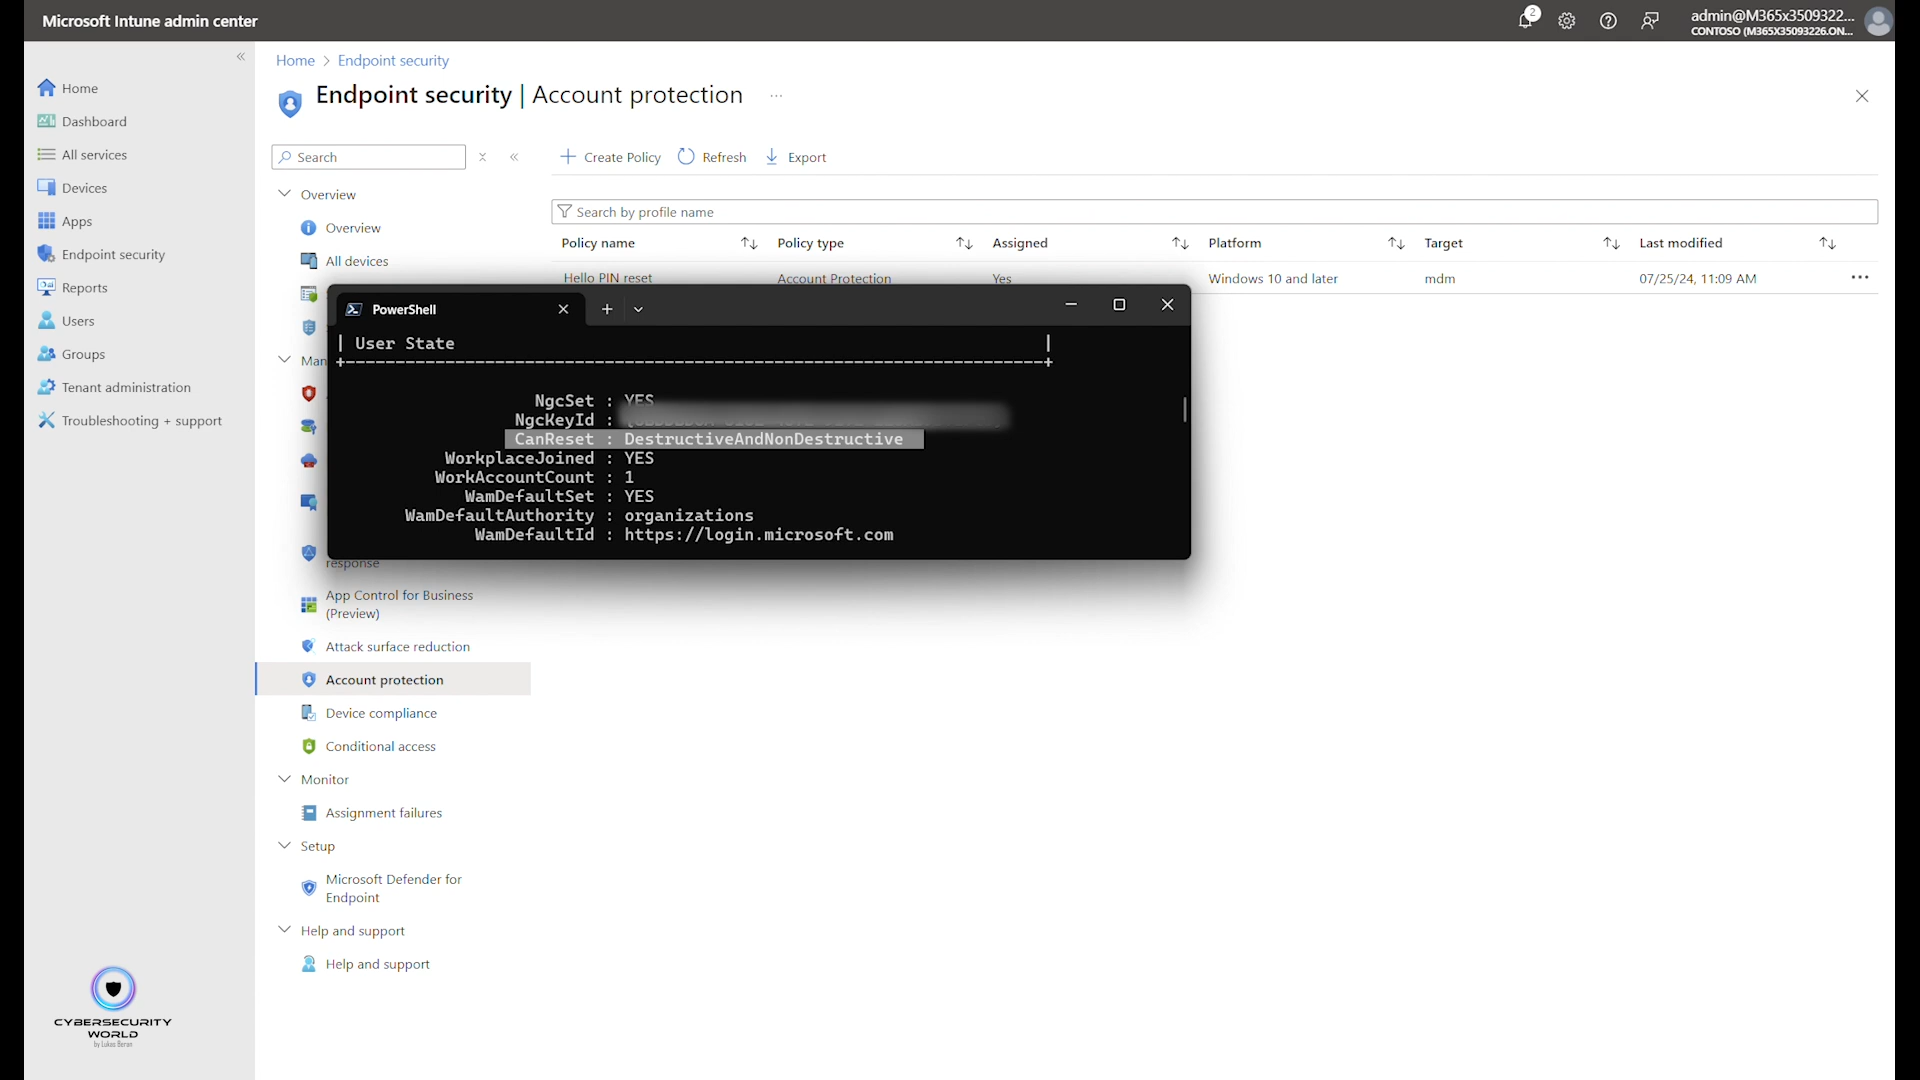 Microsoft Intune admin center
2
admin@M365x3509322...
CONTOSO (M365X35093226.ON...
Home
Dashboard
All services
Devices
Apps
Endpoint security
Reports
Users
Groups
Tenant administration
Troubleshooting + support
Home > Endpoint security
Endpoint security | Account protection ...
Search
Overview
Overview
All devices
Man
response
App Control for Business
(Preview)
Attack surface reduction
Account protection
Device compliance
Conditional access
Monitor
Assignment failures
Setup
Microsoft Defender for
Endpoint
Help and support
Help and support
Create Policy Refresh Export
Search by profile name
Policy name Policy type Assigned Platform Target Last modified
Hello PIN reset Account Protection Yes Windows 10 and later mdm 07/25/24, 11:09 AM ...
PowerShell
| User State |
NgcSet : YES
NgcKeyId :
CanReset : DestructiveAndNonDestructive
WorkplaceJoined : YES
WorkAccountCount : 1
WamDefaultSet : YES
WamDefaultAuthority : organizations
WamDefaultId : https://login.microsoft.com
CYBERSECURITY
WORLD
by Lukas Beran